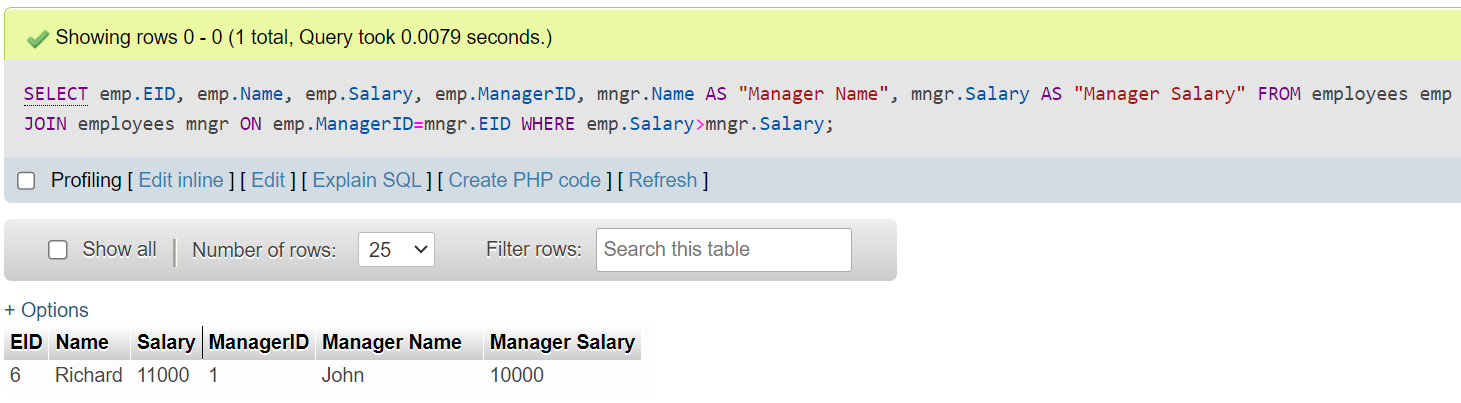 Showing rows 0 - 0 (1 total, Query took 0.0079 seconds.)
SELECT emp.EID, emp.Name, emp.Salary, emp.ManagerID, mngr.Name AS "Manager Name", mngr.Salary AS "Manager Salary" FROM employees emp
JOIN employees mngr ON emp.ManagerID=mngr.EID WHERE emp.Salary>mngr.Salary;
Profiling [ Edit inline ] [ Edit ] [ Explain SQL ] [ Create PHP code ] [ Refresh ]
Show all | Number of rows: 25 Filter rows: Search this table
+ Options
EID Name Salary ManagerID Manager Name Manager Salary
6 Richard 11000 1 John 10000